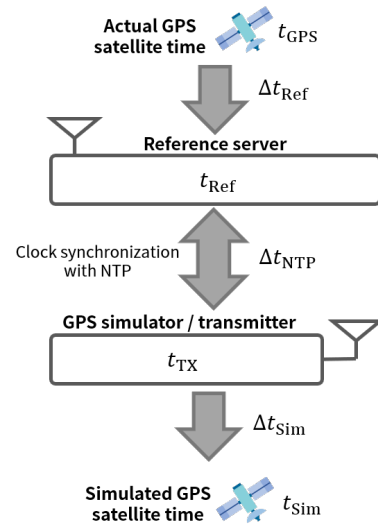 Actual GPS
satellite time
t_GPS
Δt_Ref
Reference server
t_Ref
Clock synchronization
with NTP
Δt_NTP
GPS simulator / transmitter
t_TX
Δt_Sim
Simulated GPS
satellite time
t_Sim